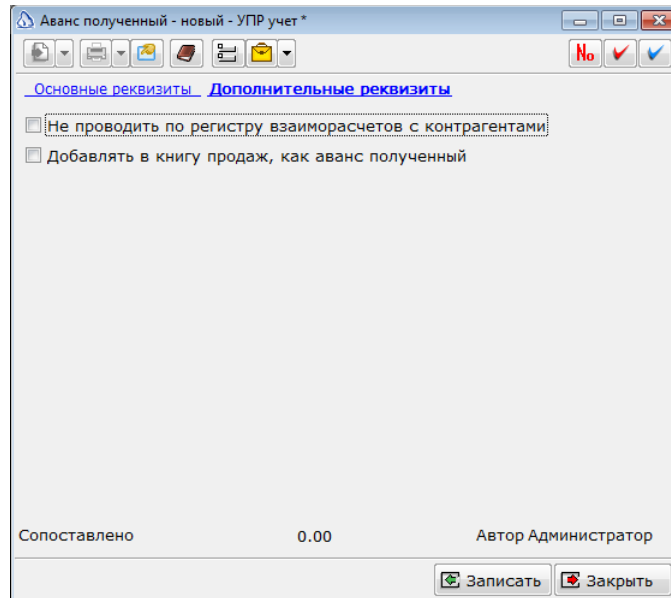 Аванс полученный - новый - УПР учет *
No
Основные реквизиты Дополнительные реквизиты
Не проводить по регистру взаиморасчетов с контрагентами
Добавлять в книгу продаж, как аванс полученный
Сопоставлено 0.00 Автор Администратор
Записать Закрыть